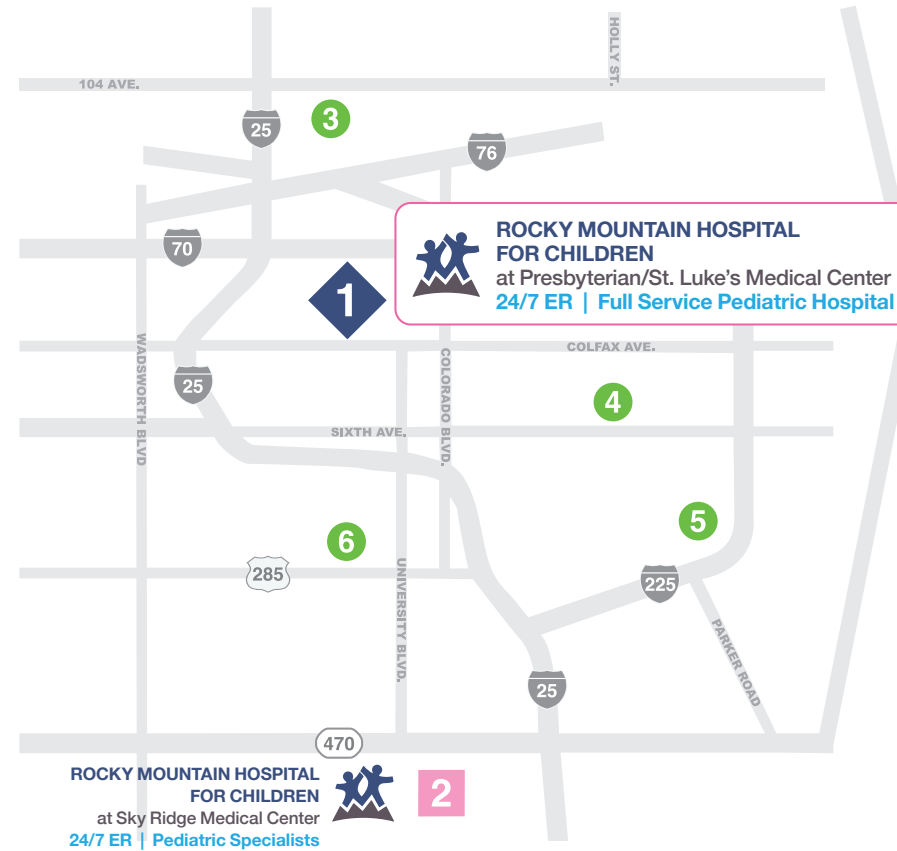 HOLLY ST.
104 AVE.
3
25
76
ROCKY MOUNTAIN HOSPITAL
FOR CHILDREN
at Presbyterian/St. Luke's Medical Center
24/7 ER | Full Service Pediatric Hospital
70
1
COLFAX AVE.
WADSWORTH BLVD
COLORADO BLVD.
25
4
SIXTH AVE.
5
6
285
225
UNIVERSITY BLVD.
PARKER ROAD
25
470
ROCKY MOUNTAIN HOSPITAL
FOR CHILDREN
at Sky Ridge Medical Center
24/7 ER | Pediatric Specialists
2